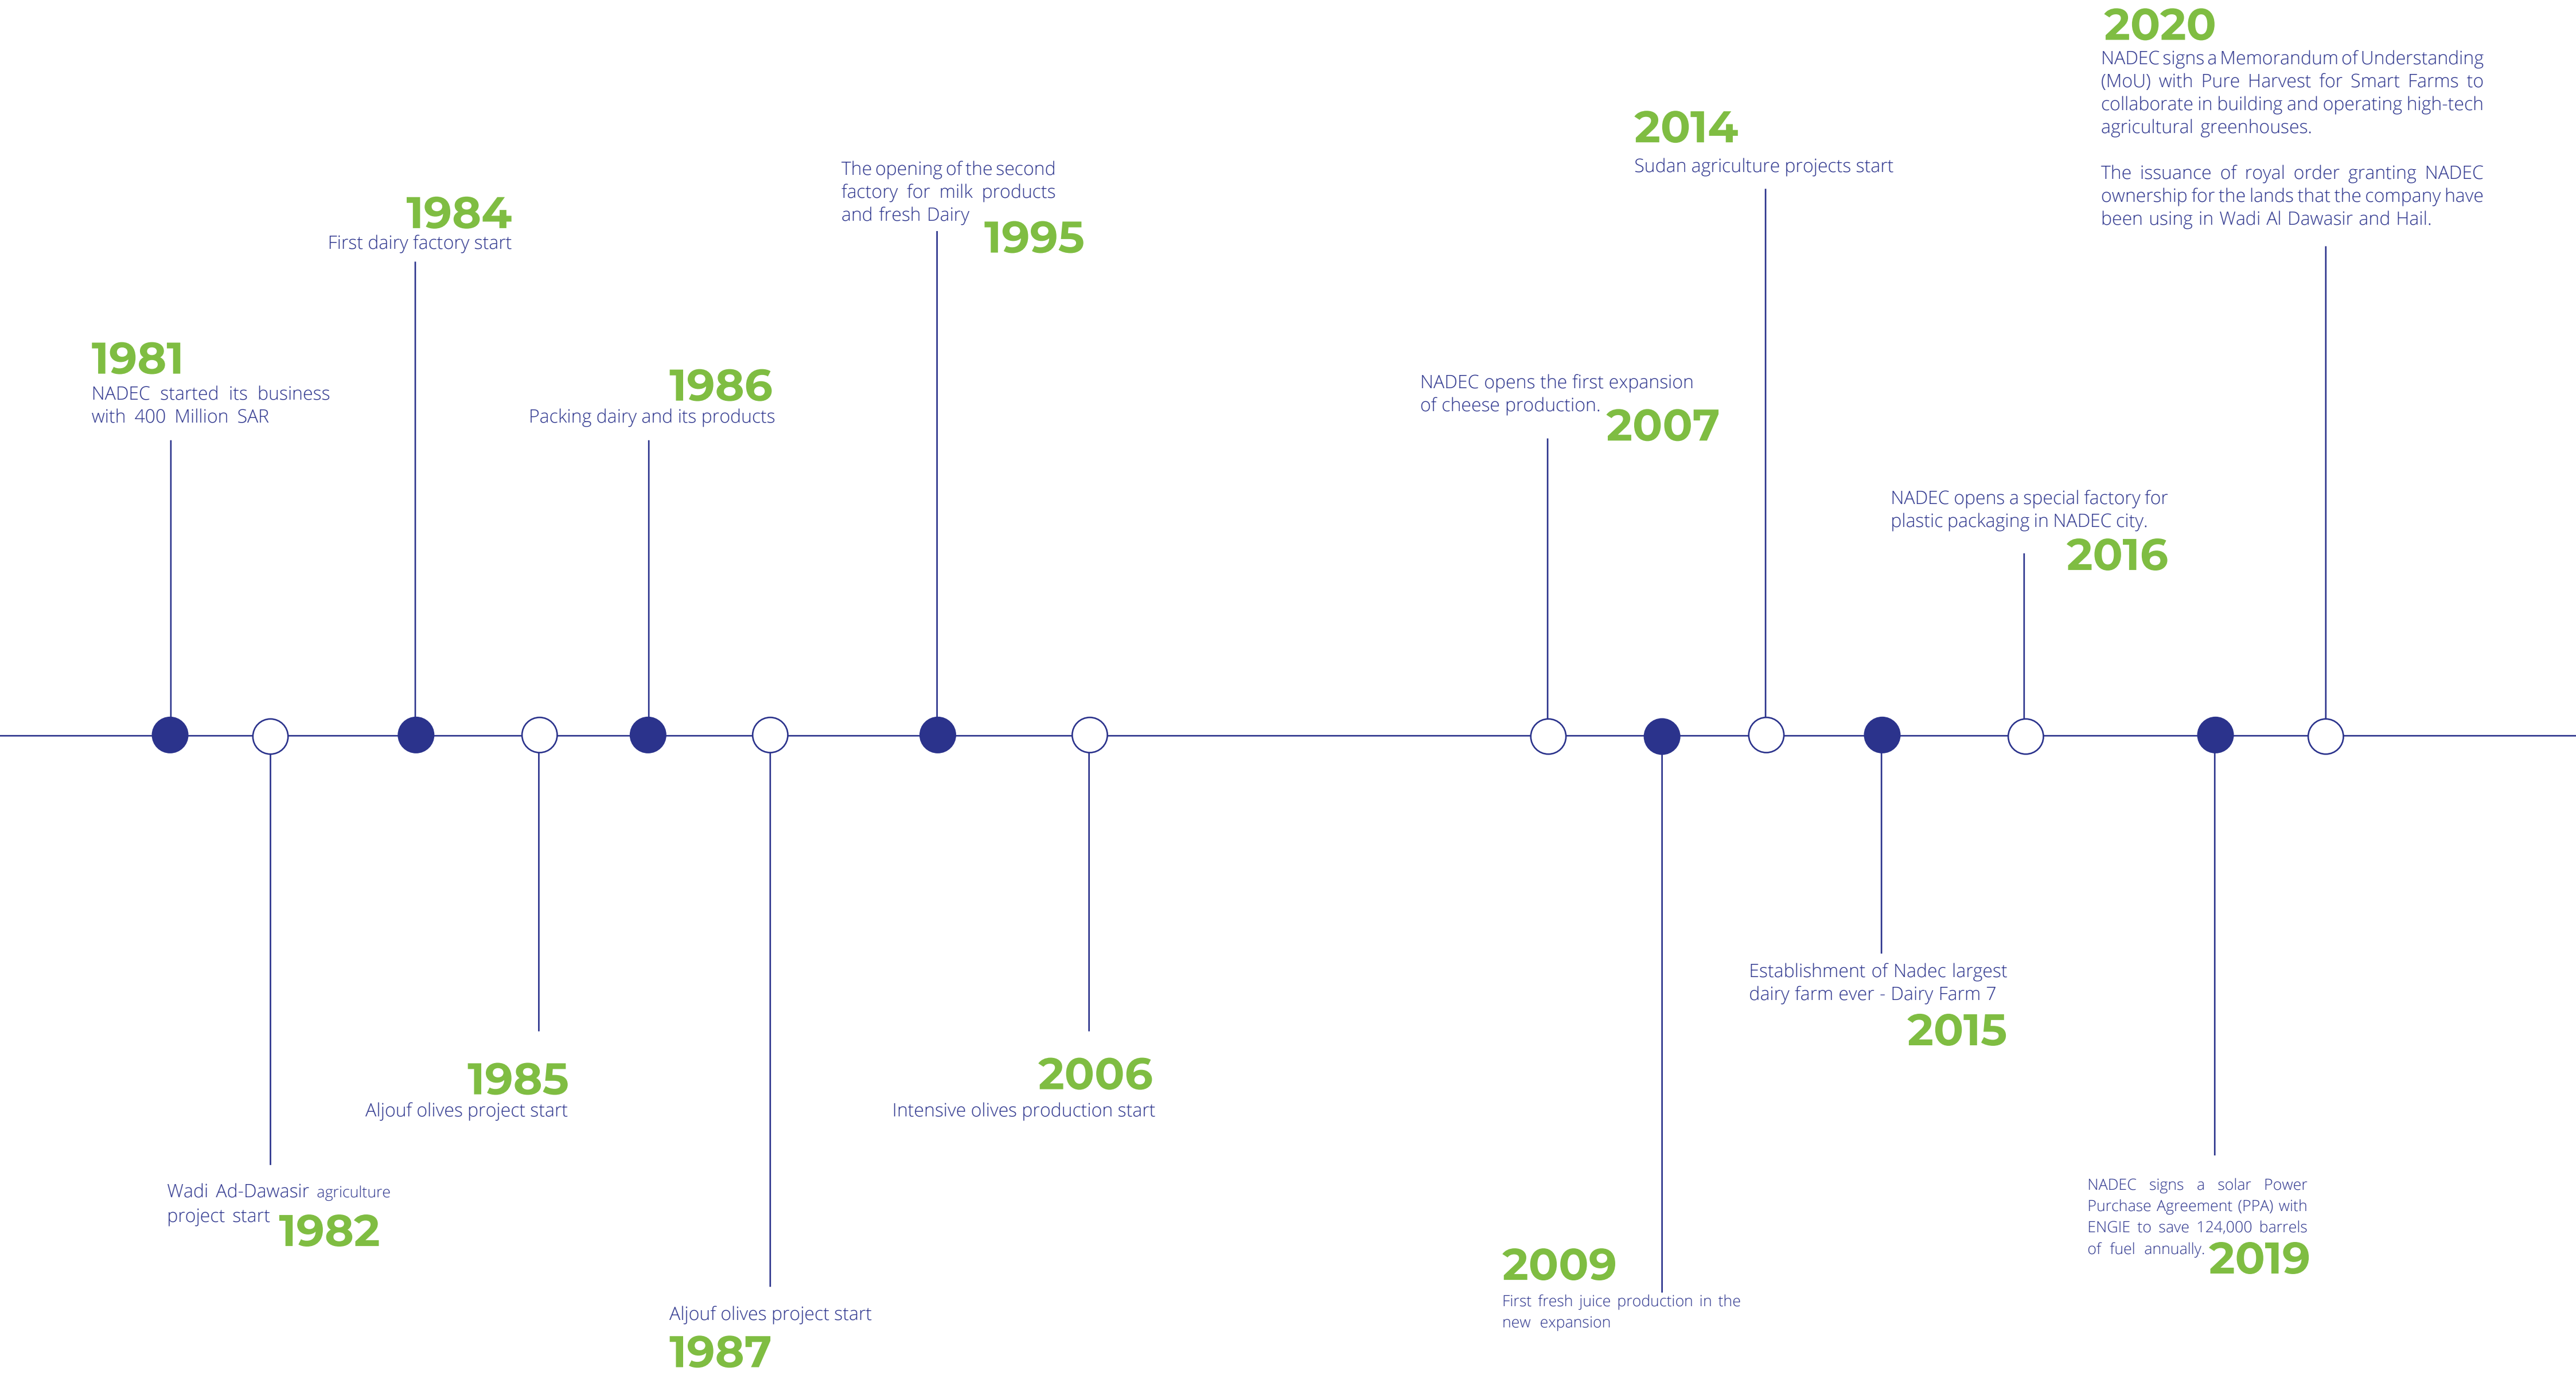 1981
NADEC started its business
with 400 Million SAR
Wadi Ad-Dawasir agriculture
project start
1982
1984
First dairy factory start
1985
Aljouf olives project start
1986
Packing dairy and its products
Aljouf olives project start
1987
The opening of the second
factory for milk products
and fresh Dairy
1995
2006
Intensive olives production start
NADEC opens the first expansion
of cheese production.
2007
2009
First fresh juice production in the
new expansion
2014
Sudan agriculture projects start
Establishment of Nadec largest
dairy farm ever - Dairy Farm 7
2015
NADEC opens a special factory for
plastic packaging in NADEC city.
2016
NADEC signs a solar Power
Purchase Agreement (PPA) with
ENGIE to save 124,000 barrels
of fuel annually.
2019
2020
NADEC signs a Memorandum of Understanding
(MoU) with Pure Harvest for Smart Farms to
collaborate in building and operating high-tech
agricultural greenhouses.
The issuance of royal order granting NADEC
ownership for the lands that the company have
been using in Wadi Al Dawasir and Hail.